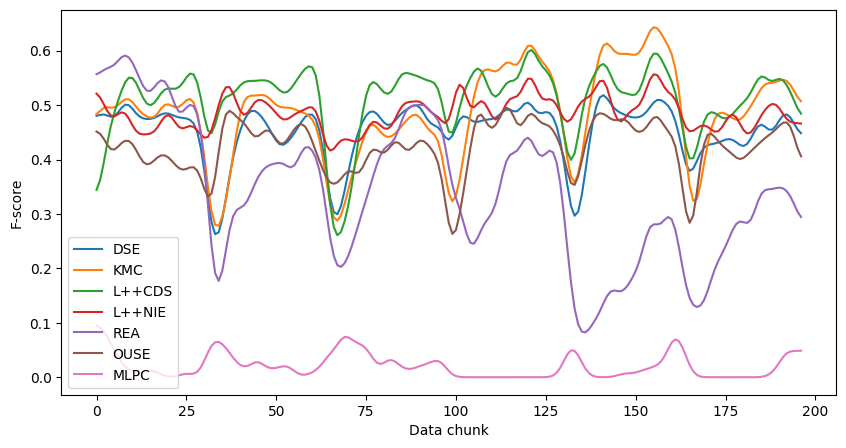 0.6
0.5
0.4
0.3
0.2
0.1
0.0
F-score
DSE
KMC
L++CDS
L++NIE
REA
OUSE
MLPC
0 25 50 75 100 125 150 175 200
Data chunk